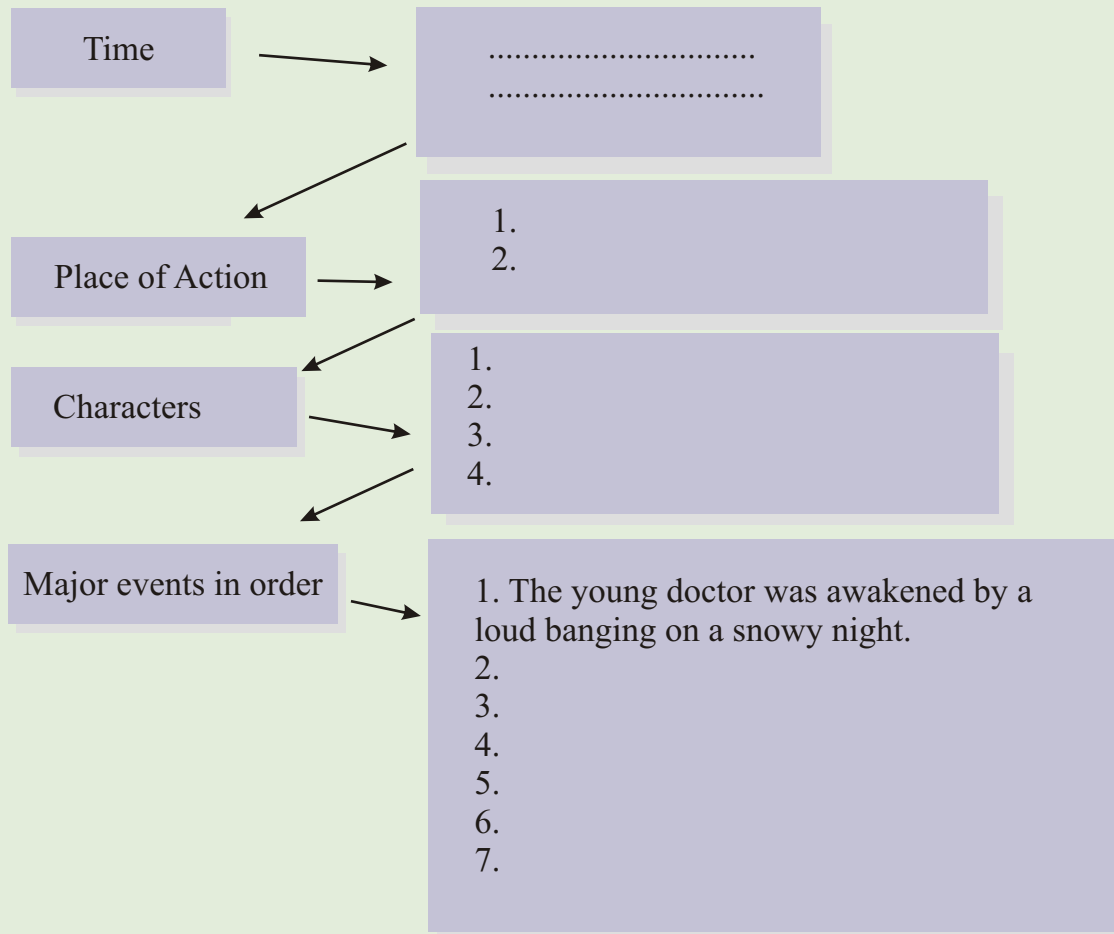 Time
..............................
...............................
Place of Action
1.
2.
Characters
1.
2.
3.
4.
Major events in order
1. The young doctor was awakened by a
loud banging on a snowy night.
2.
3.
4.
5.
6.
7.